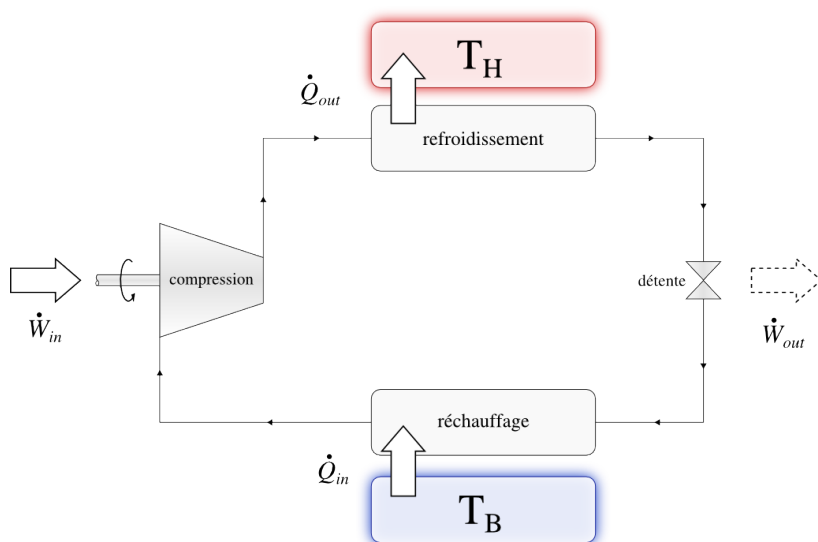 T_H
Q̇_out
refroidissement
compression
détente
Ẇ_in
Ẇ_out
réchauffage
Q̇_in
T_B